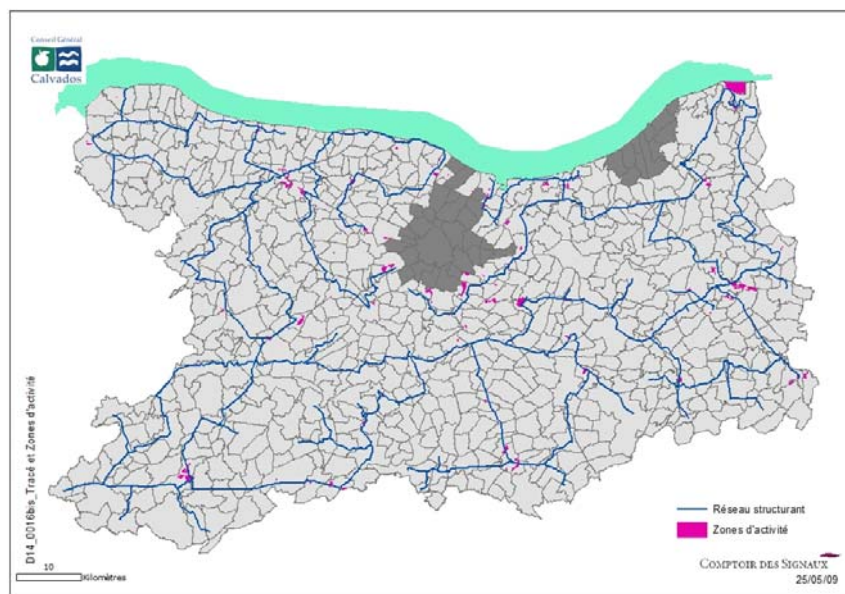 Conseil Général
Calvados
D14_0016bis_Tracé et Zones d'activité
Réseau structurant
Zones d'activité
COMPTOIR DES SIGNAUX
25/05/09
10
Kilomètres